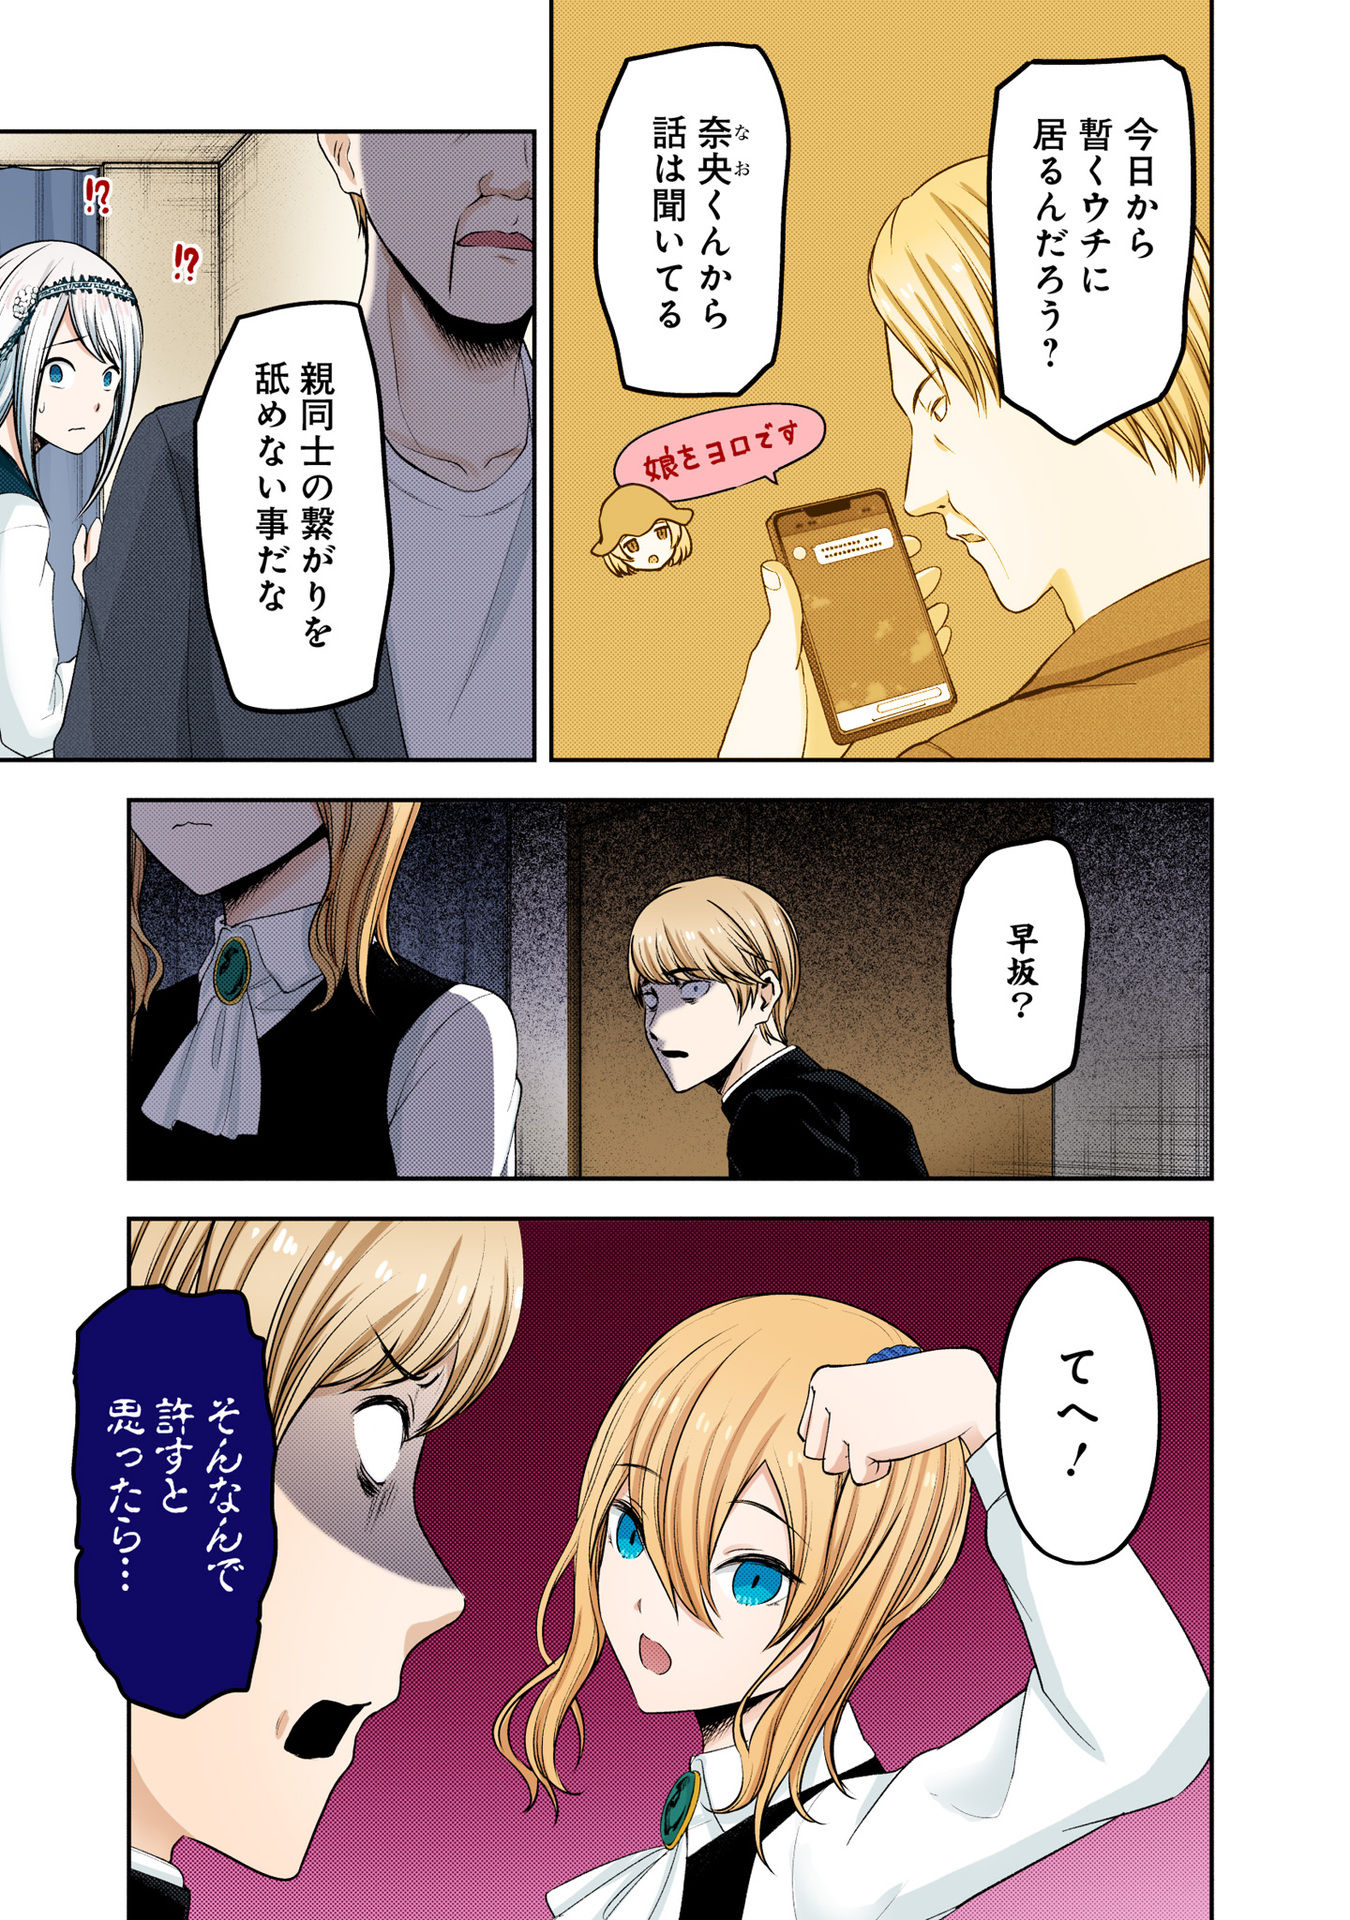 今日から
暫くウチに
居るんだろう?
奈央くんから
なお
話は聞いてる
娘をヨロです
!?
!?
親同士の繋がりを
舐めない事だな
早坂?
てへ!
そんなんで
許すと
思ったら…